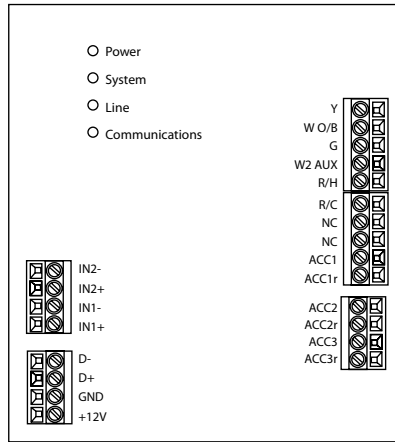 Power
System
Line
Communications
Y
W O/B
G
W2 AUX
R/H
R/C
NC
NC
ACC1
ACC1r
ACC2
ACC2r
ACC3
ACC3r
IN2-
IN2+
IN1-
IN1+
D-
D+
GND
+12V